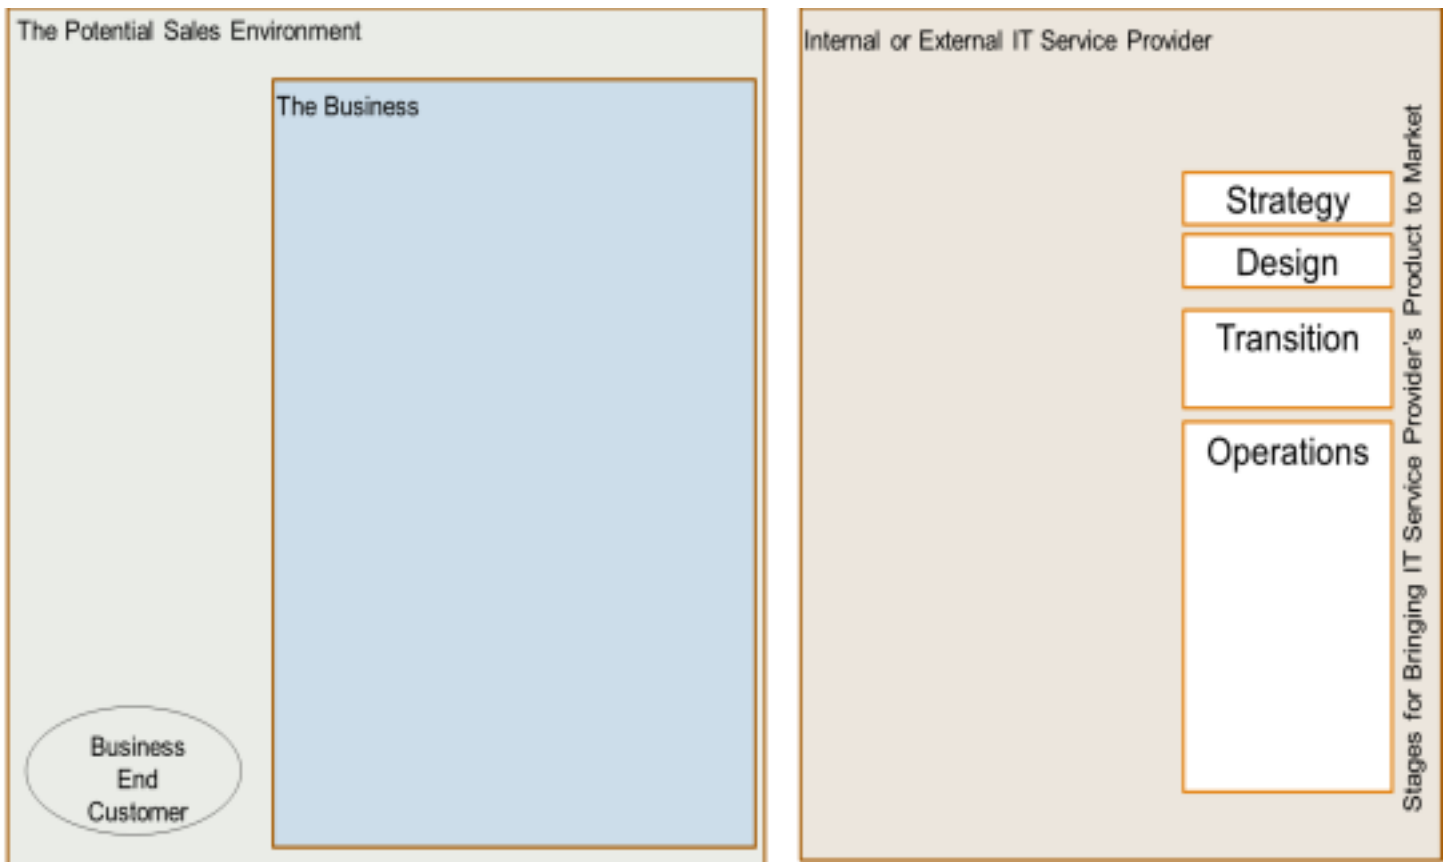 The Potential Sales Environment
The Business
Business
End
Customer
Internal or External IT Service Provider
Strategy
Design
Transition
Operations
Stages for Bringing IT Service Provider's Product to Market